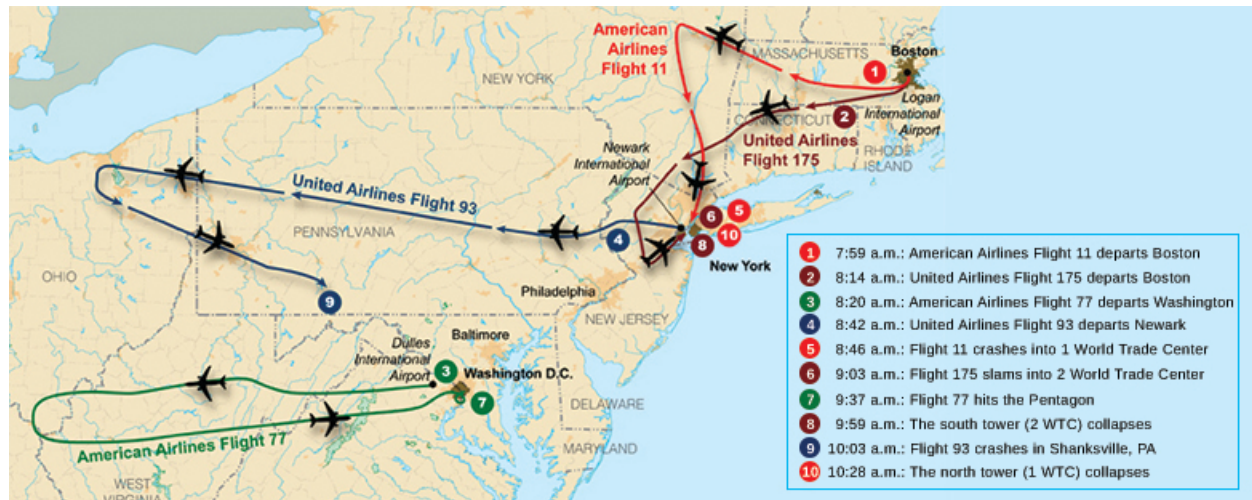 American
Airlines
Flight 11
MASSACHUSETTS
Boston
1
NEW YORK
Logan
International
Airport
CONNECTICUT
2
RHODE
ISLAND
United Airlines
Flight 175
Newark
International
Airport
United Airlines Flight 93
PENNSYLVANIA
OHIO
4
6
5
8
10
New York
9
Philadelphia
NEW JERSEY
Baltimore
Dulles
International
Airport
3
Washington D.C.
7
American Airlines Flight 77
DELAWARE
MARYLAND
WEST
VIRGINIA
1 7:59 a.m.: American Airlines Flight 11 departs Boston
2 8:14 a.m.: United Airlines Flight 175 departs Boston
3 8:20 a.m.: American Airlines Flight 77 departs Washington
4 8:42 a.m.: United Airlines Flight 93 departs Newark
5 8:46 a.m.: Flight 11 crashes into 1 World Trade Center
6 9:03 a.m.: Flight 175 slams into 2 World Trade Center
7 9:37 a.m.: Flight 77 hits the Pentagon
8 9:59 a.m.: The south tower (2 WTC) collapses
9 10:03 a.m.: Flight 93 crashes in Shanksville, PA
10 10:28 a.m.: The north tower (1 WTC) collapses